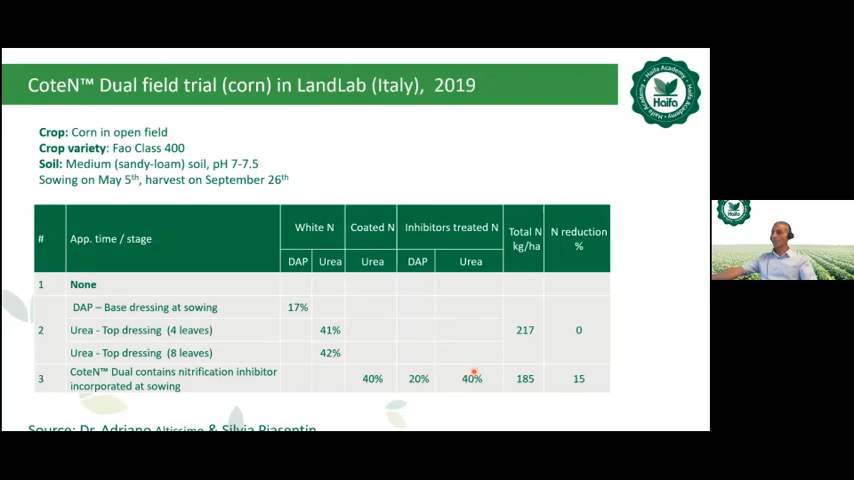 CoteN™ Dual field trial (corn) in LandLab (Italy), 2019
Haifa Academy
Haifa
Crop: Corn in open field
Crop variety: Fao Class 400
Soil: Medium (sandy-loam) soil, pH 7-7.5
Sowing on May 5th, harvest on September 26th
# App. time / stage White N Coated N Inhibitors treated N Total N kg/ha N reduction %
DAP Urea Urea DAP Urea
1 None
DAP – Base dressing at sowing 17%
2 Urea - Top dressing (4 leaves) 41% 217 0
Urea - Top dressing (8 leaves) 42%
3 CoteN™ Dual contains nitrification inhibitor incorporated at sowing 40% 20% 40% 185 15
Source: Dr. Adriano Altissimo & Silvia Piasentin
Haifa